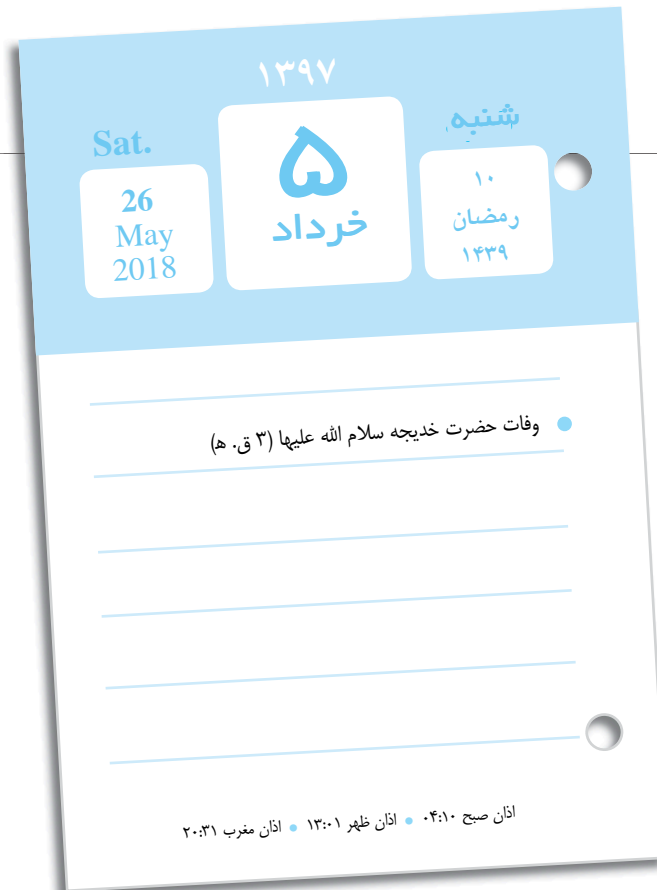 ۱۳۹۷
شنبه
۵
خرداد
Sat.
۱۰
رمضان
۱۴۳۹
26
May
2018
وفات حضرت خدیجه سلام الله علیها (۳ ق. ه)
اذان صبح ۰۴:۱۰ • اذان ظهر ۱۳:۰۱ • اذان مغرب ۲۰:۳۱